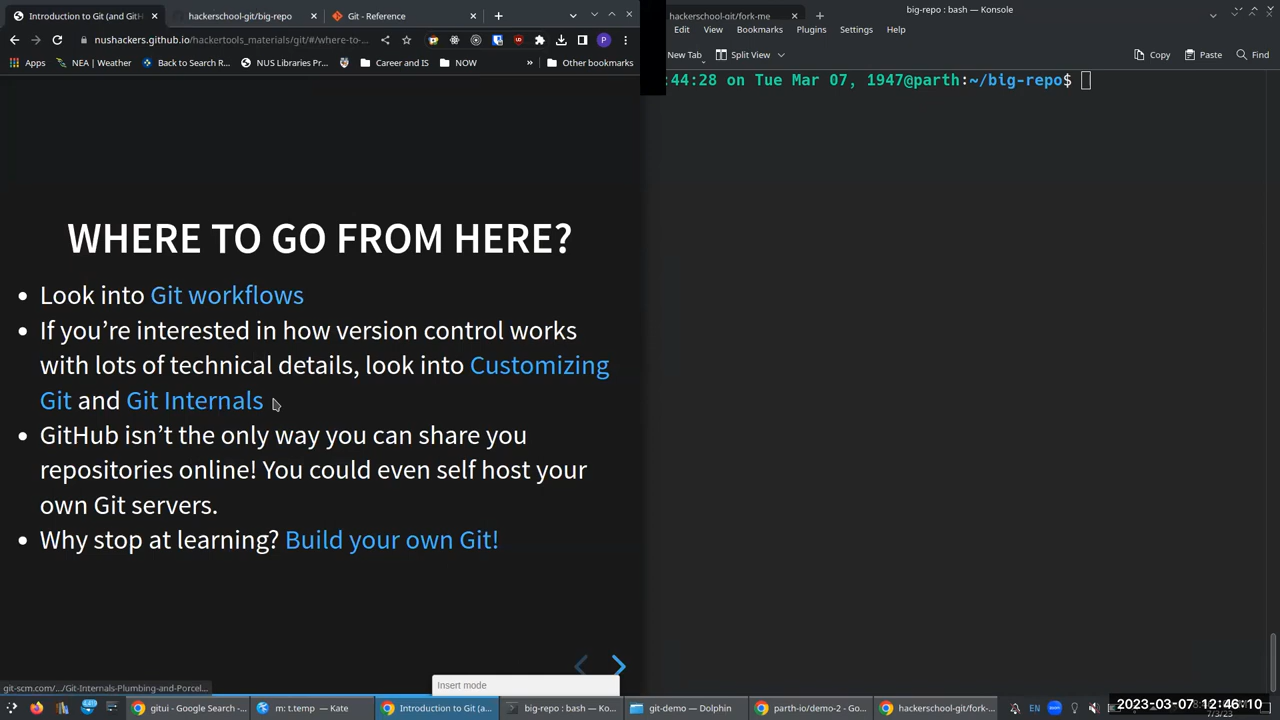 Introduction to Git (and GitH
hackerschool-git/big-repo
Git - Reference
nushackers.github.io/hackertools_materials/git/#/where-to-...
Apps
NEA | Weather
Back to Search R...
NUS Libraries Pr...
Career and IS
NOW
»
Other bookmarks
WHERE TO GO FROM HERE?
• Look into Git workflows
• If you're interested in how version control works
with lots of technical details, look into Customizing
Git and Git Internals
• GitHub isn't the only way you can share you
repositories online! You could even self host your
own Git servers.
• Why stop at learning? Build your own Git!
git-scm.com/.../Git-Internals-Plumbing-and-Porcel...
Insert mode
hackerschool-git/fork-me
big-repo : bash — Konsole
Edit View Bookmarks Plugins Settings Help
New Tab
Split View
Copy
Paste
Find
:44:28 on Tue Mar 07, 1947@parth:~/big-repo$
gitui - Google Search -...
m: t.temp — Kate
Introduction to Git (a...
big-repo : bash — Ko...
git-demo — Dolphin
parth-io/demo-2 - Go...
hackerschool-git/fork-...
EN
2023-03-07 12:46:10